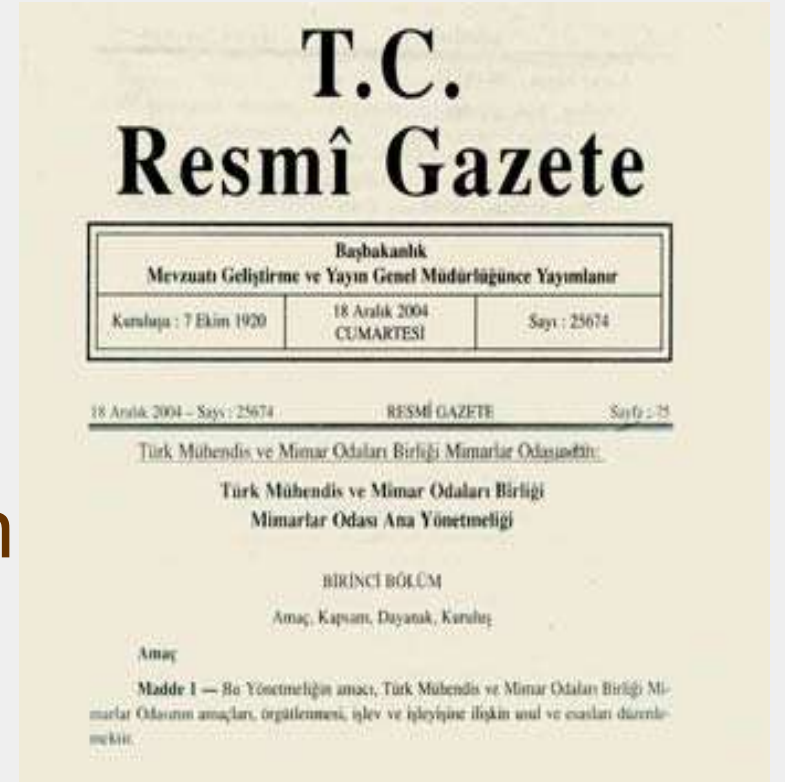 T.C.
Resmî Gazete
Başbakanlık
Mevzuatı Geliştirme ve Yayın Genel Müdürlüğünce Yayımlanır
Kuruluşu : 7 Ekim 1920
18 Aralık 2004
CUMARTESİ
Sayı : 25674
18 Aralık 2004 – Sayı : 25674 RESMÎ GAZETE Sayfa : 75
Türk Mühendis ve Mimar Odaları Birliği Mimarlar Odasından:
Türk Mühendis ve Mimar Odaları Birliği
Mimarlar Odası Ana Yönetmeliği
n
BİRİNCİ BÖLÜM
Amaç, Kapsam, Dayanak, Kuruluş
Amaç
Madde 1 — Bu Yönetmeliğin amacı, Türk Mühendis ve Mimar Odaları Birliği Mi-
marlar Odasının amaçları, örgütlenmesi, işlev ve işleyişine ilişkin usul ve esasları düzenle-
mektir.